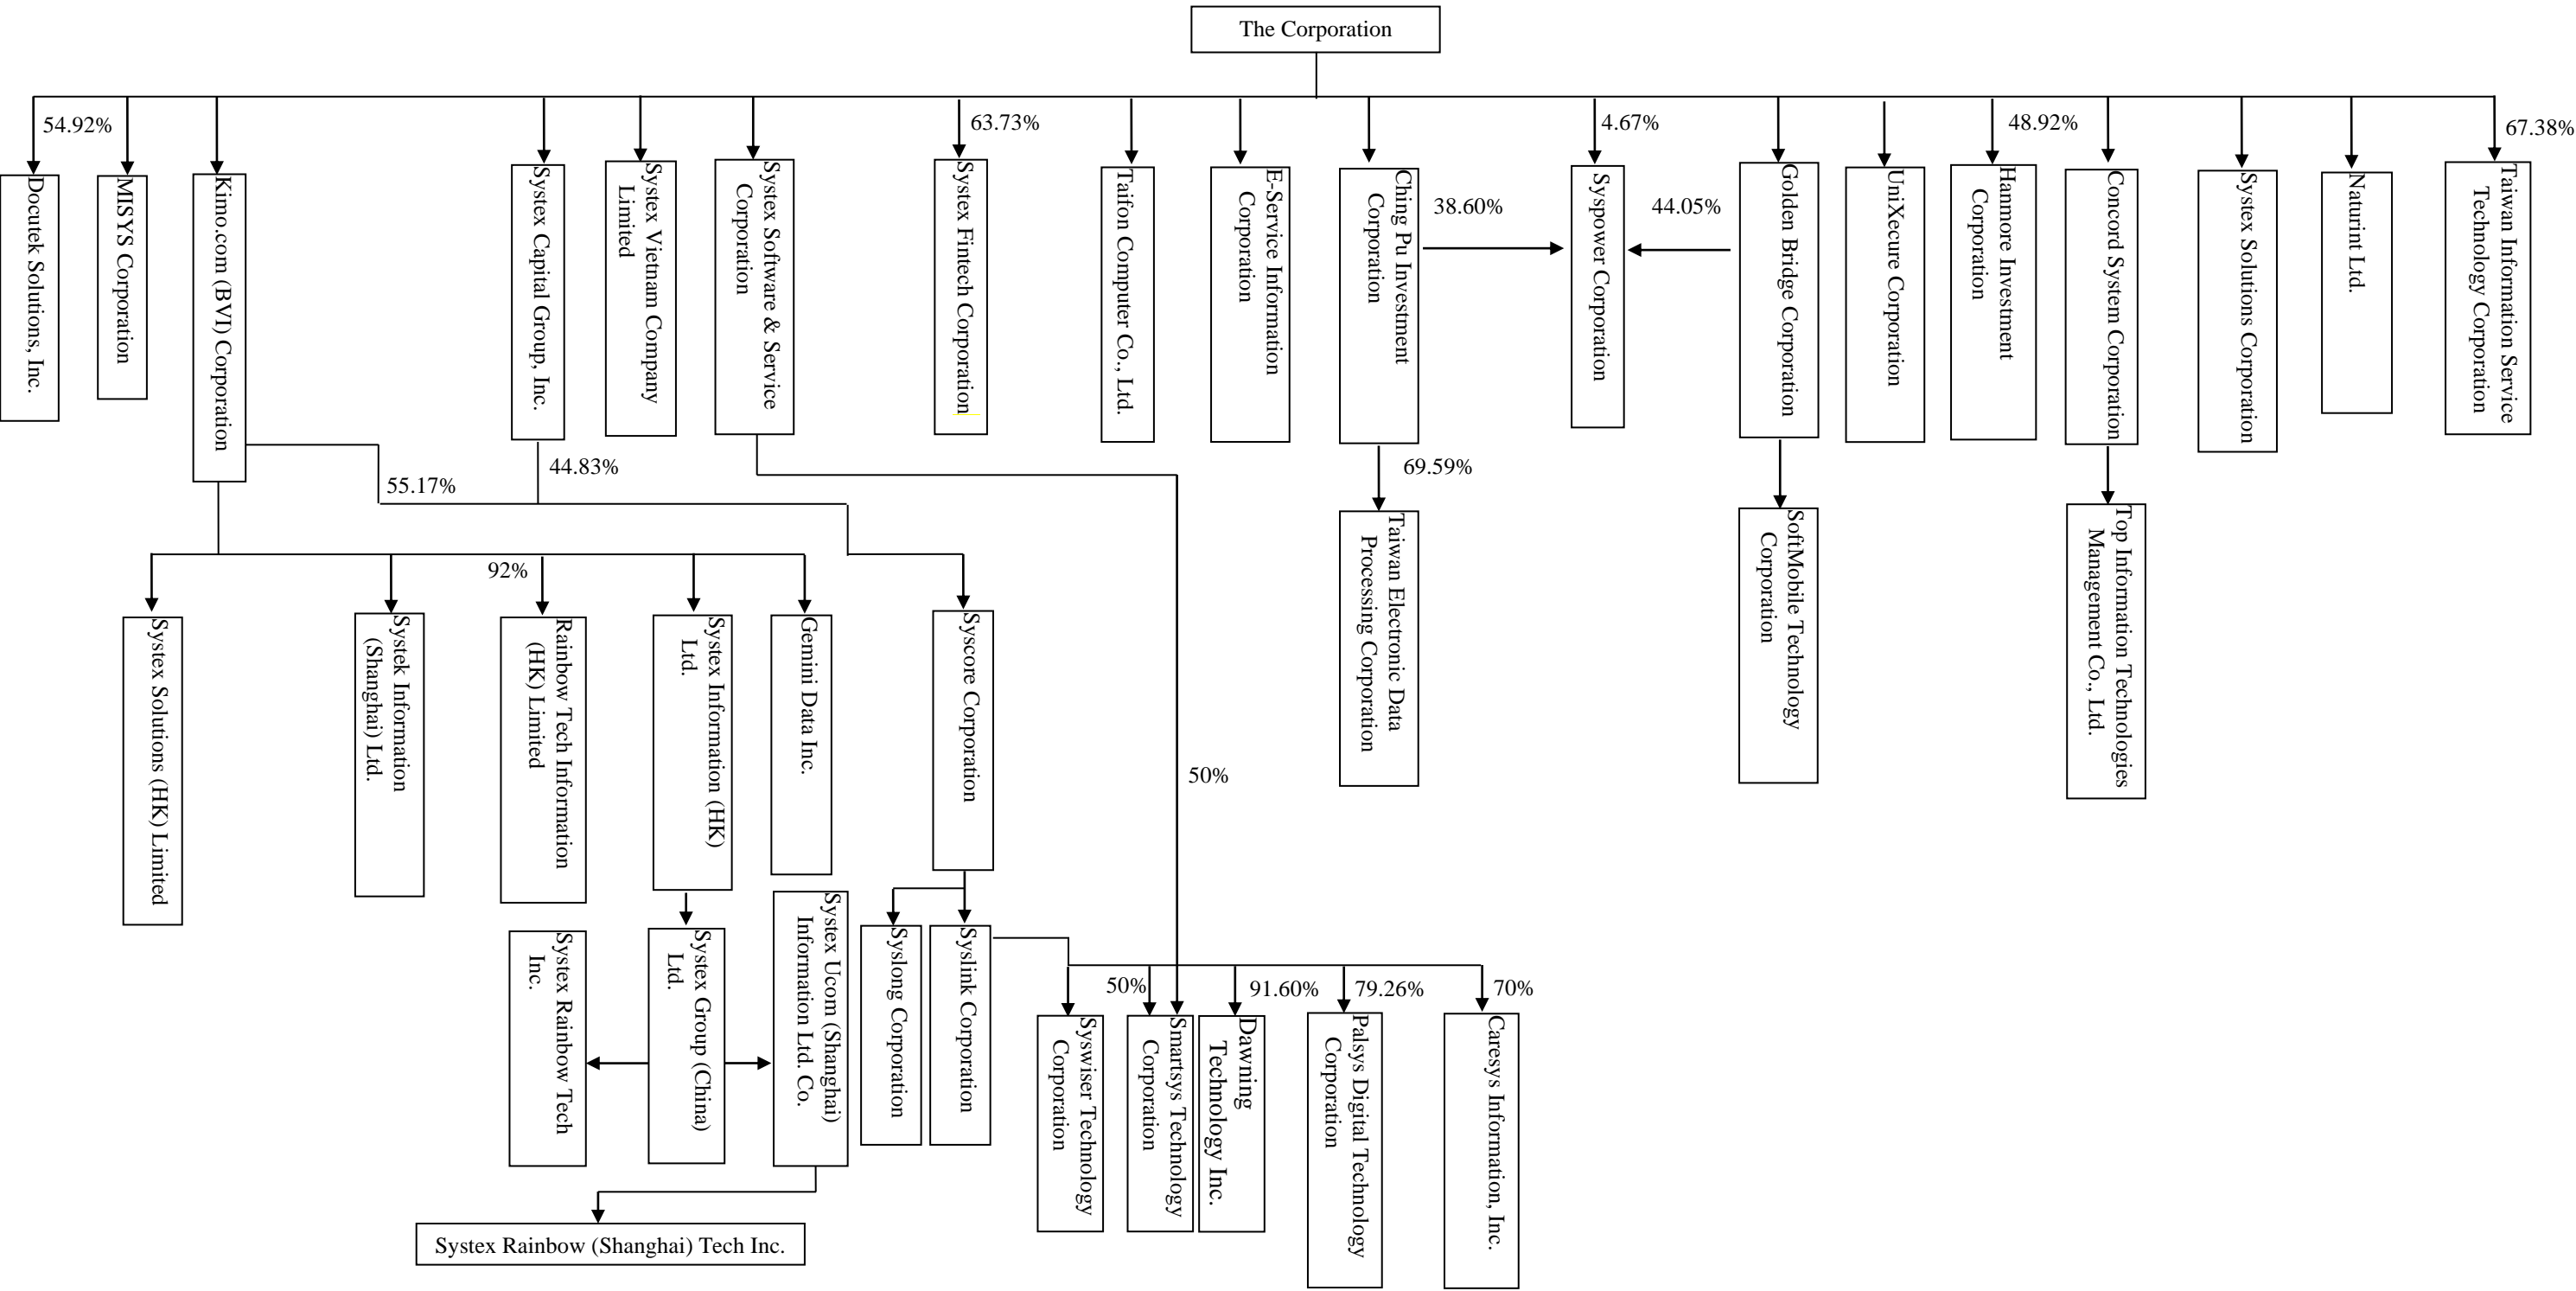 The Corporation
54.92%
63.73%
4.67%
48.92%
67.38%
Docutek Solutions, Inc.
MISYS Corporation
Kimo.com (BVI) Corporation
Systex Capital Group, Inc.
Systex Vietnam Company
Limited
Systex Software & Service
Corporation
Systex Fintech Corporation
Taifon Computer Co., Ltd.
E-Service Information
Corporation
Ching Pu Investment
Corporation
38.60%
Syspower Corporation
44.05%
Golden Bridge Corporation
UniXecure Corporation
Hanmore Investment
Corporation
Concord System Corporation
Systex Solutions Corporation
Naturint Ltd.
Taiwan Information Service
Technology Corporation
55.17%
44.83%
69.59%
92%
Systex Solutions (HK) Limited
Systek Information
(Shanghai) Ltd.
Rainbow Tech Information
(HK) Limited
Systex Information (HK)
Ltd.
Gemini Data Inc.
Syscore Corporation
50%
Taiwan Electronic Data
Processing Corporation
SoftMobile Technology
Corporation
Top Information Technologies
Management Co., Ltd.
Systex Rainbow Tech
Inc.
Systex Group (China)
Ltd.
Systex Ucom (Shanghai)
Information Ltd. Co.
Syslong Corporation
Syslink Corporation
50%
91.60%
79.26%
70%
Syswiser Technology
Corporation
Smartsys Technology
Corporation
Dawning
Technology Inc.
Palsys Digital Technology
Corporation
Caresys Information, Inc.
Systex Rainbow (Shanghai) Tech Inc.